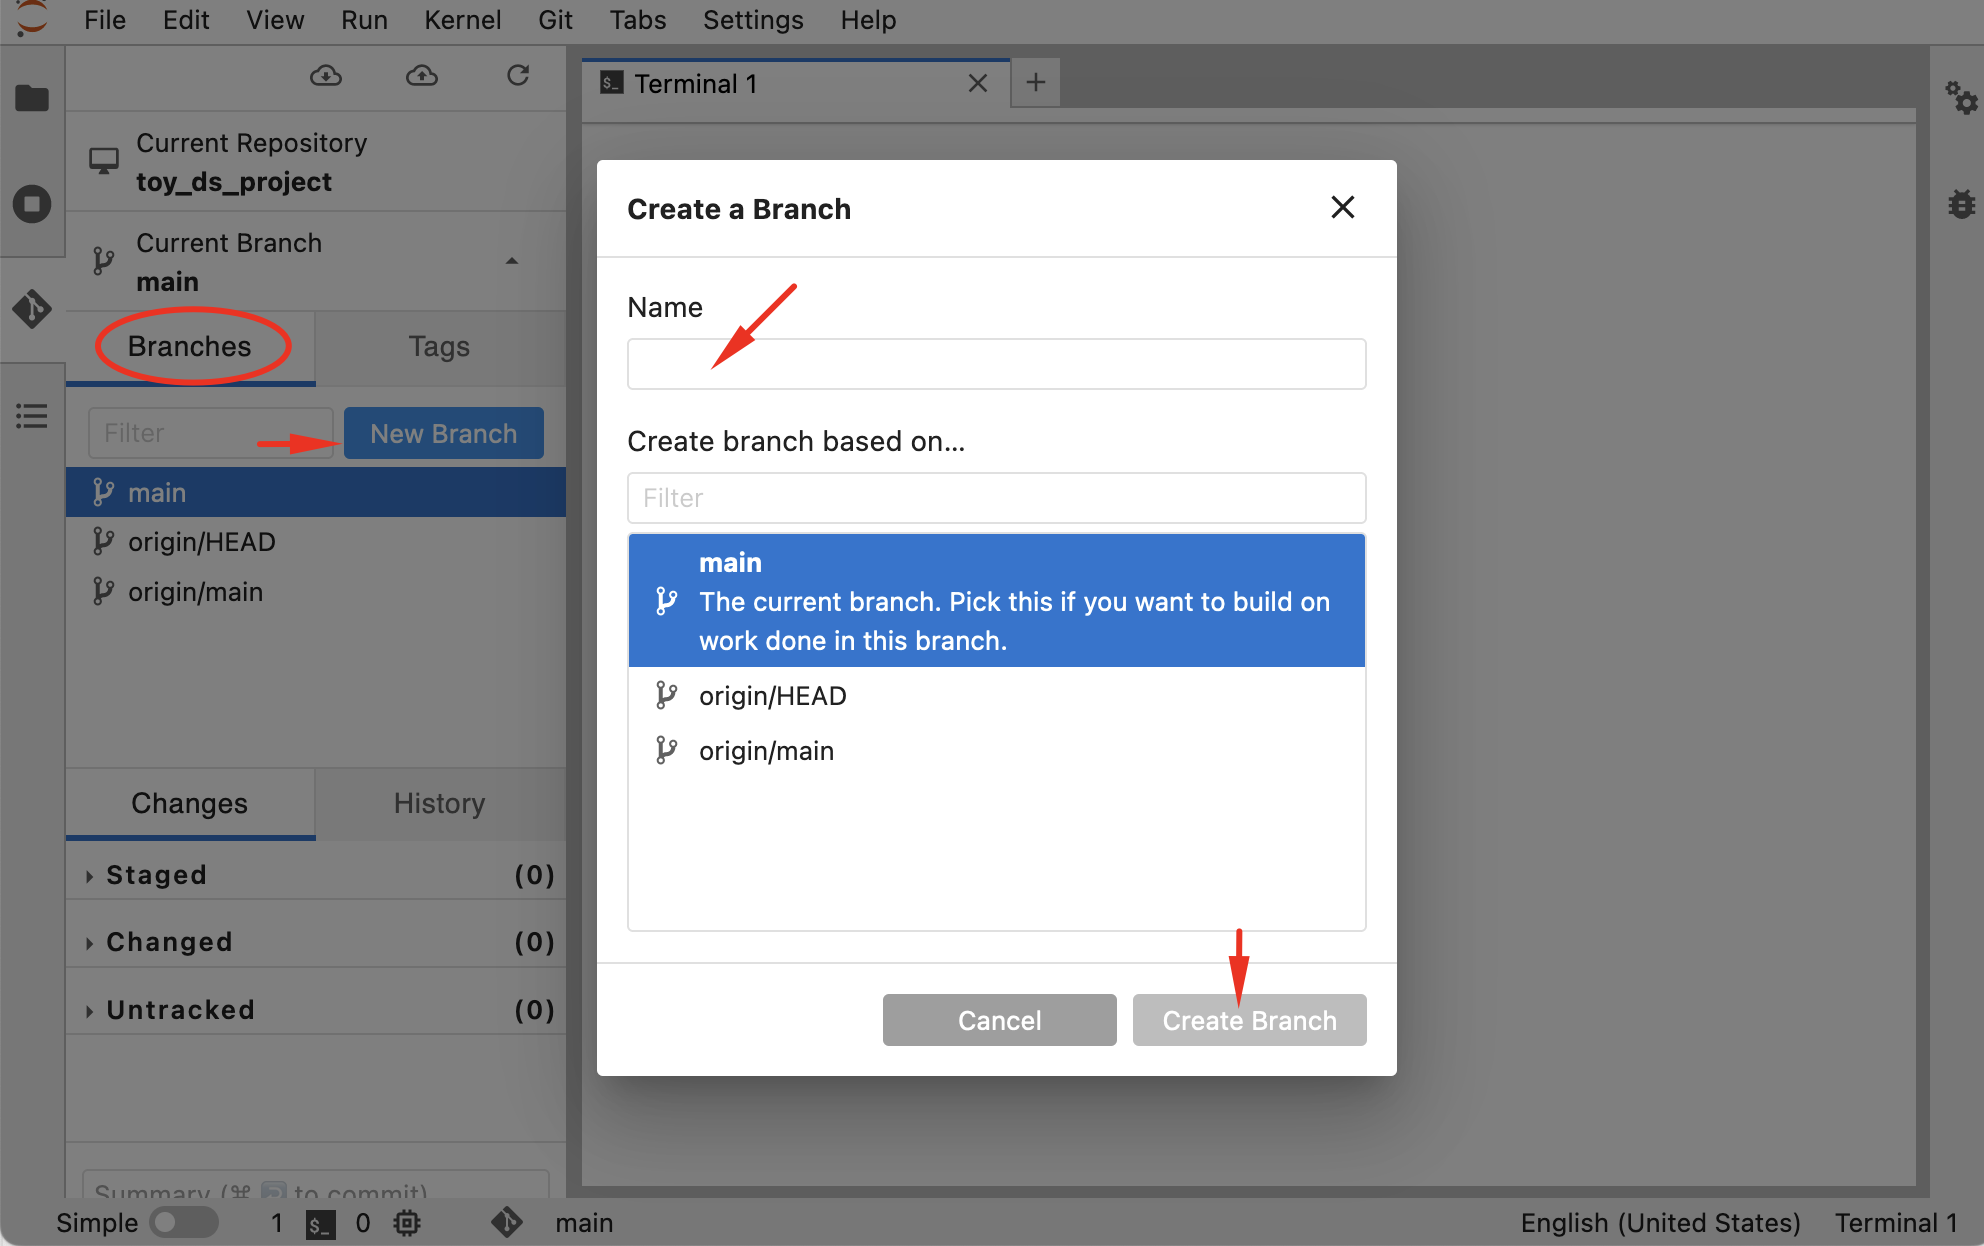 File Edit View Run Kernel Git Tabs Settings Help
Current Repository
toy_ds_project
Current Branch
main
Branches Tags
Filter New Branch
main
origin/HEAD
origin/main
Changes History
Staged (0)
Changed (0)
Untracked (0)
Summary (⌘ to commit)
$_ Terminal 1
Create a Branch
Name
Create branch based on...
Filter
main
The current branch. Pick this if you want to build on
work done in this branch.
origin/HEAD
origin/main
Cancel Create Branch
Simple 1 $_ 0 main English (United States) Terminal 1